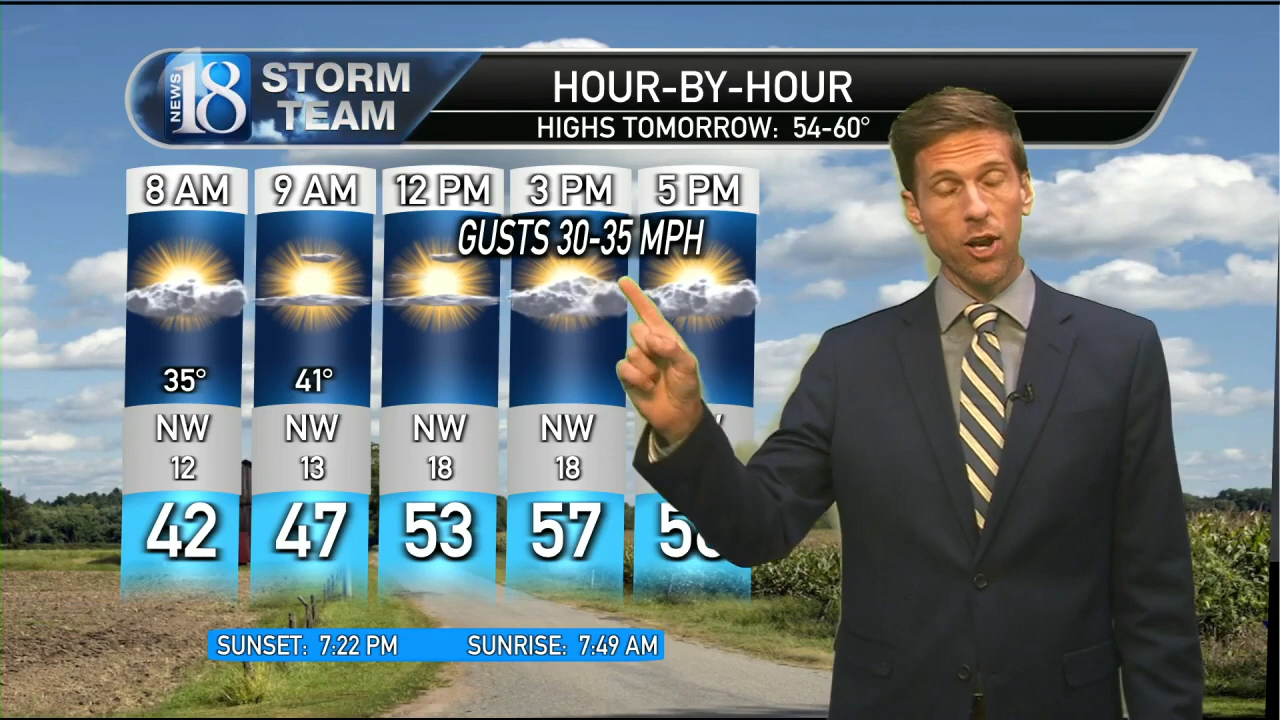 NEWS 18
STORM
TEAM
HOUR-BY-HOUR
HIGHS TOMORROW: 54-60°
8 AM 9 AM 12 PM 3 PM 5 PM
GUSTS 30-35 MPH
35° 41°
NW NW NW NW
12 13 18 18
42 47 53 57
SUNSET: 7:22 PM SUNRISE: 7:49 AM